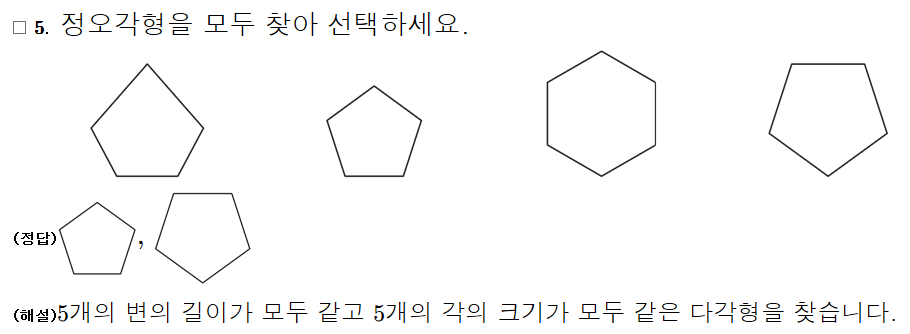 □ 5. 정오각형을 모두 찾아 선택하세요.
(정답) ,
(해설)5개의 변의 길이가 모두 같고 5개의 각의 크기가 모두 같은 다각형을 찾습니다.